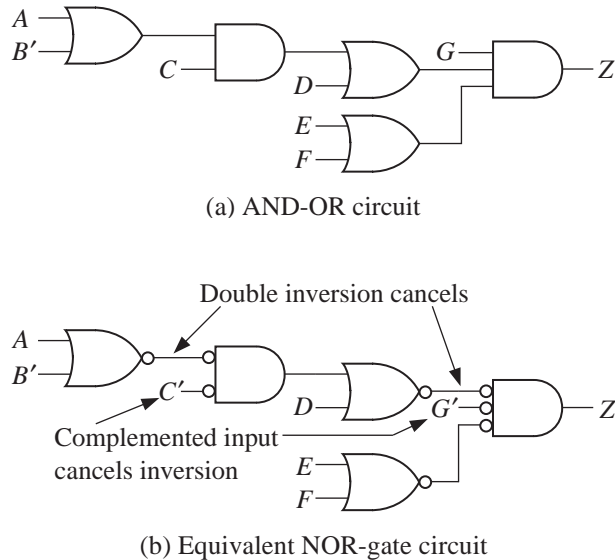 A
B′
C
D
G
Z
E
F
(a) AND-OR circuit
Double inversion cancels
A
B′
C′
D
G′
Z
Complemented input
cancels inversion
E
F
(b) Equivalent NOR-gate circuit